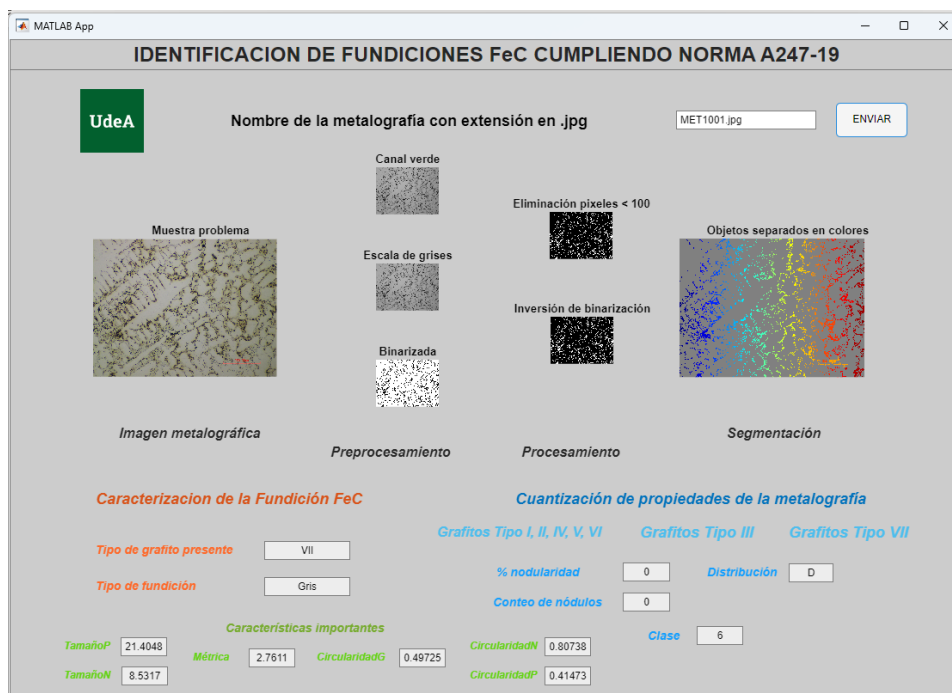 MATLAB App
IDENTIFICACION DE FUNDICIONES FeC CUMPLIENDO NORMA A247-19
UdeA
Nombre de la metalografía con extensión en .jpg
MET1001.jpg
ENVIAR
Canal verde
Eliminación pixeles < 100
Muestra problema
Objetos separados en colores
Escala de grises
Inversión de binarización
Binarizada
Imagen metalográfica
Segmentación
Preprocesamiento
Procesamiento
Caracterizacion de la Fundición FeC
Cuantización de propiedades de la metalografía
Grafitos Tipo I, II, IV, V, VI
Grafitos Tipo III
Grafitos Tipo VII
Tipo de grafito presente
VII
% nodularidad
0
Distribución
D
Tipo de fundición
Gris
Conteo de nódulos
0
Características importantes
Clase
6
TamañoP
21.4048
Métrica
2.7611
CircularidadG
0.49725
CircularidadN
0.80738
TamañoN
8.5317
CircularidadP
0.41473